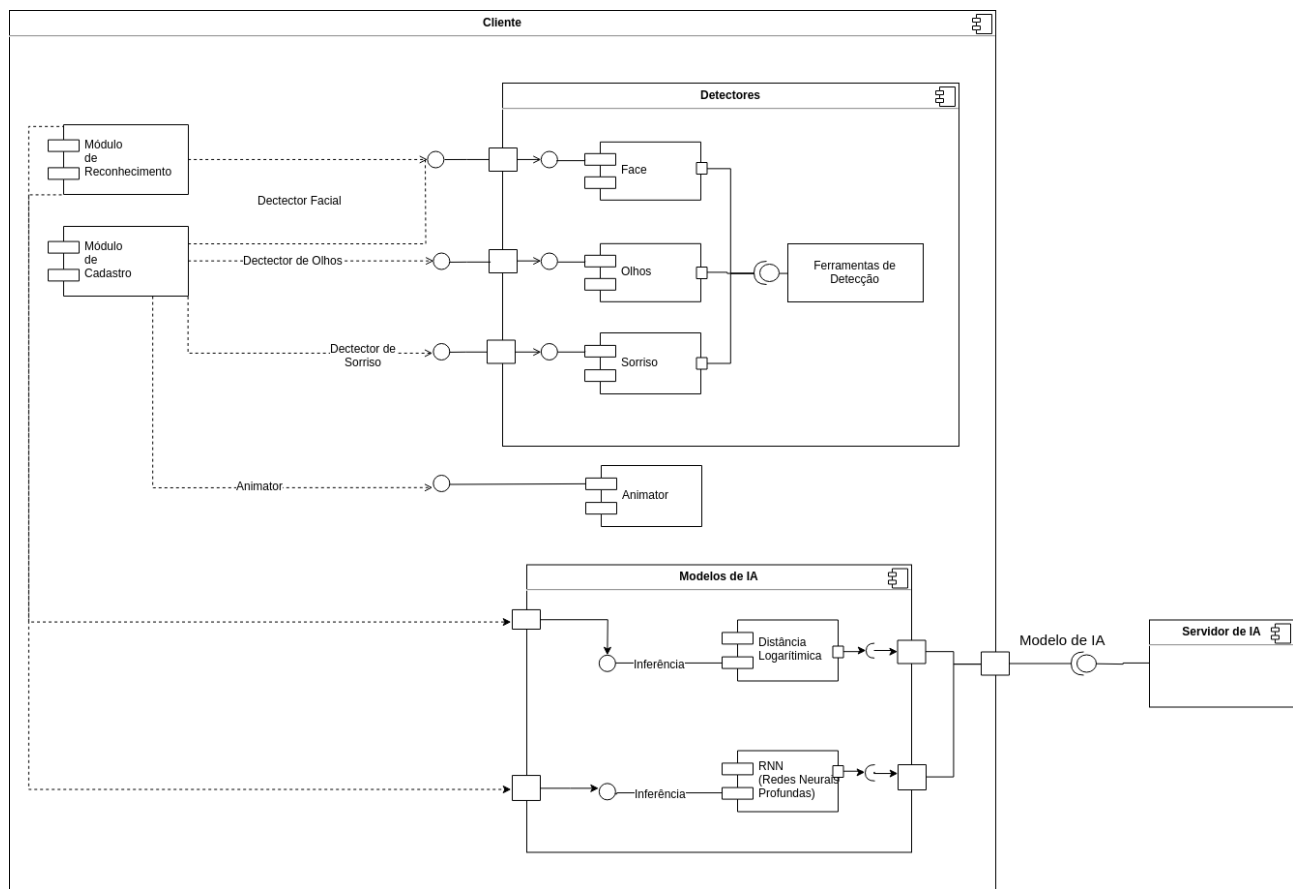 Cliente
Detectores
Módulo
de
Reconhecimento
Face
Dectector Facial
Módulo
de
Cadastro
Dectector de Olhos
Olhos
Ferramentas de
Detecção
Dectector de
Sorriso
Sorriso
Animator
Animator
Modelos de IA
Distância
Logarítimica
Inferência
Modelo de IA
Servidor de IA
RNN
(Redes Neurais
Profundas)
Inferência